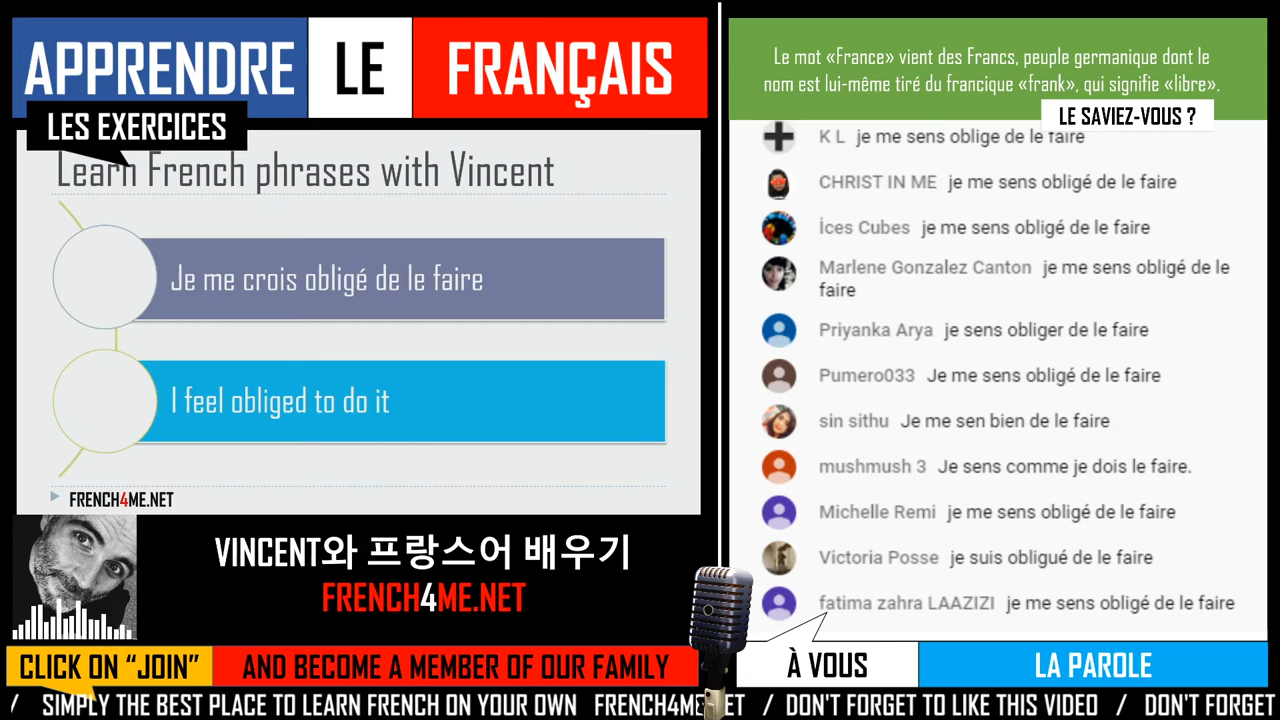 APPRENDRE LE FRANÇAIS
LES EXERCICES
Learn French phrases with Vincent
Je me crois obligé de le faire
I feel obliged to do it
FRENCH4ME.NET
VINCENT와 프랑스어 배우기
FRENCH4ME.NET
CLICK ON “JOIN” AND BECOME A MEMBER OF OUR FAMILY
Le mot «France» vient des Francs, peuple germanique dont le
nom est lui-même tiré du francique «frank», qui signifie «libre».
LE SAVIEZ-VOUS ?
K L je me sens oblige de le faire
CHRIST IN ME je me sens obligé de le faire
İces Cubes je me sens obligé de le faire
Marlene Gonzalez Canton je me sens obligé de le
faire
Priyanka Arya je sens obliger de le faire
Pumero033 Je me sens obligé de le faire
sin sithu Je me sen bien de le faire
mushmush 3 Je sens comme je dois le faire.
Michelle Remi je me sens obligé de le faire
Victoria Posse je suis obligué de le faire
fatima zahra LAAZIZI je me sens obligé de le faire
À VOUS LA PAROLE
/ SIMPLY THE BEST PLACE TO LEARN FRENCH ON YOUR OWN FRENCH4ME ET / DON'T FORGET TO LIKE THIS VIDEO / DON'T FORGET